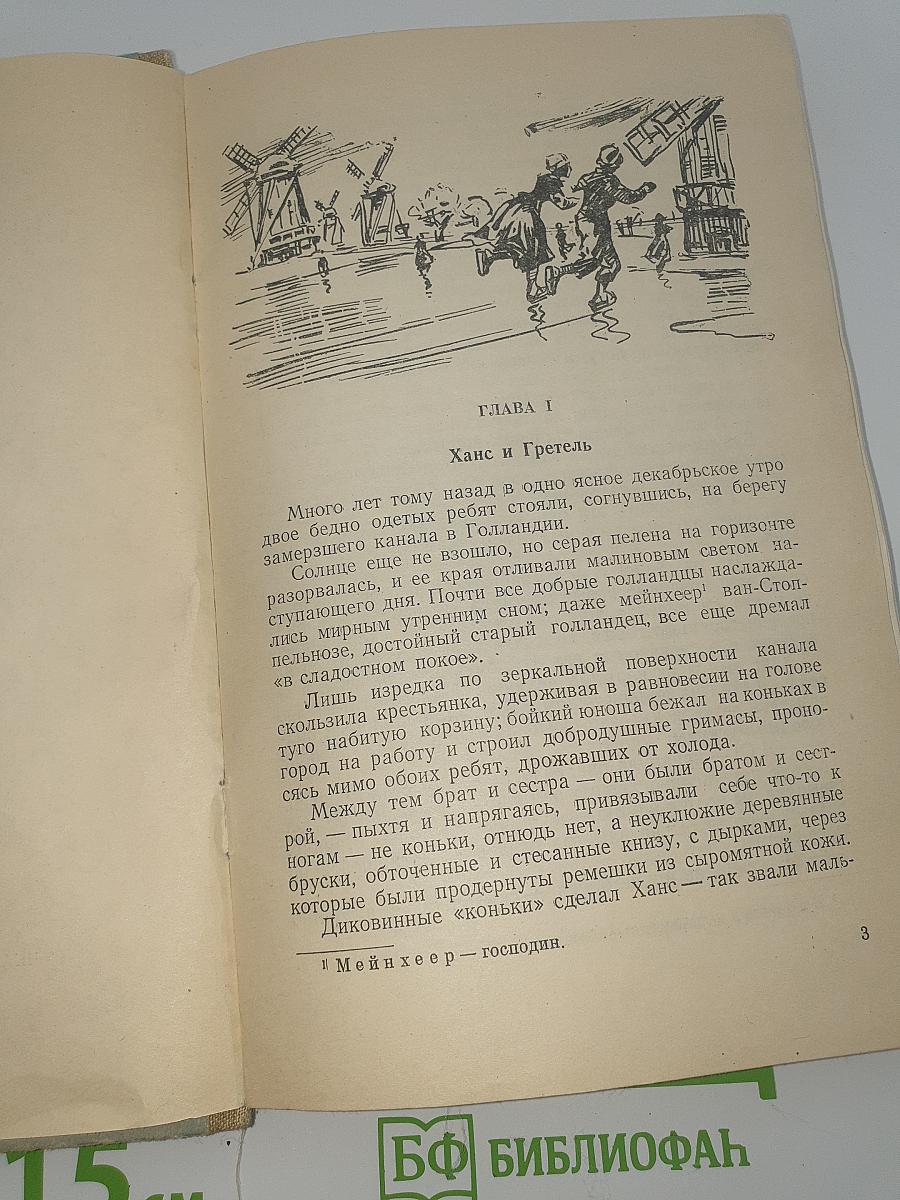 ГЛАВА I
Ханс и Гретель
Много лет тому назад в одно ясное декабрьское утро
двое бедно одетых ребят стояли, согнувшись, на берегу
замерзшего канала в Голландии.
Солнце еще не взошло, но серая пелена на горизонте
разорвалась, и ее края отливали малиновым светом на-
ступающего дня. Почти все добрые голландцы наслажда-
лись мирным утренним сном; даже мейнхеер¹ ван-Стоп-
пельнозе, достойный старый голландец, все еще дремал
«в сладостном покое».
Лишь изредка по зеркальной поверхности канала
скользила крестьянка, удерживая в равновесии на голове
туго набитую корзину; бойкий юноша бежал на коньках в
город на работу и строил добродушные гримасы, проно-
сясь мимо обоих ребят, дрожавших от холода.
Между тем брат и сестра — они были братом и сест-
рой, — пыхтя и напрягаясь, привязывали себе что-то к
ногам — не коньки, отнюдь нет, а неуклюжие деревянные
бруски, обточенные и стесанные книзу, с дырками, через
которые были продернуты ремешки из сыромятной кожи.
Диковинные «коньки» сделал Ханс — так звали маль-
¹ Мейнхеер — господин.
3
15 см
БФ БИБЛИОФАН